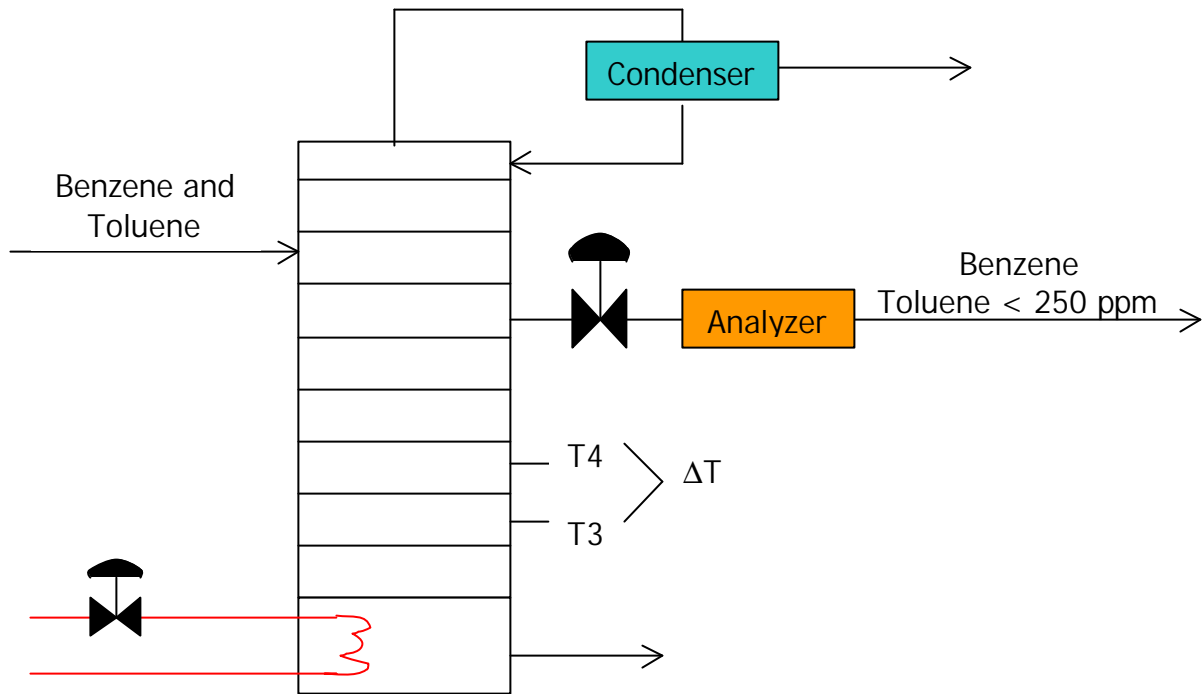 Condenser
Benzene and
Toluene
Benzene
Toluene < 250 ppm
Analyzer
T4
ΔT
T3